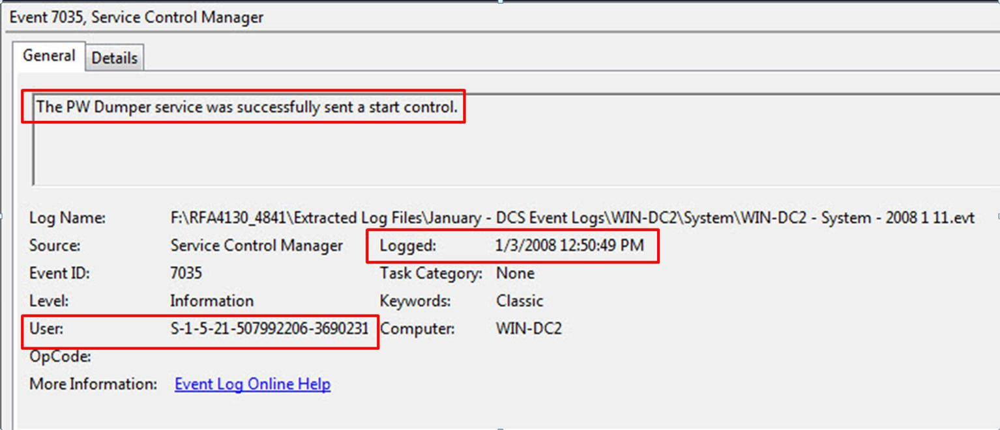 Event 7035, Service Control Manager
General Details
The PW Dumper service was successfully sent a start control.
Log Name: F:\RFA4130_4841\Extracted Log Files\January - DCS Event Logs\WIN-DC2\System\WIN-DC2 - System - 2008 1 11.evt
Source: Service Control Manager Logged: 1/3/2008 12:50:49 PM
Event ID: 7035 Task Category: None
Level: Information Keywords: Classic
User: S-1-5-21-507992206-3690231 Computer: WIN-DC2
OpCode:
More Information: Event Log Online Help